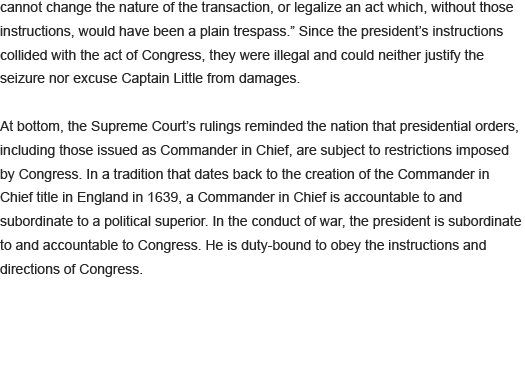 cannot change the nature of the transaction, or legalize an act which, without those
instructions, would have been a plain trespass.” Since the president’s instructions
collided with the act of Congress, they were illegal and could neither justify the
seizure nor excuse Captain Little from damages.
At bottom, the Supreme Court’s rulings reminded the nation that presidential orders,
including those issued as Commander in Chief, are subject to restrictions imposed
by Congress. In a tradition that dates back to the creation of the Commander in
Chief title in England in 1639, a Commander in Chief is accountable to and
subordinate to a political superior. In the conduct of war, the president is subordinate
to and accountable to Congress. He is duty-bound to obey the instructions and
directions of Congress.